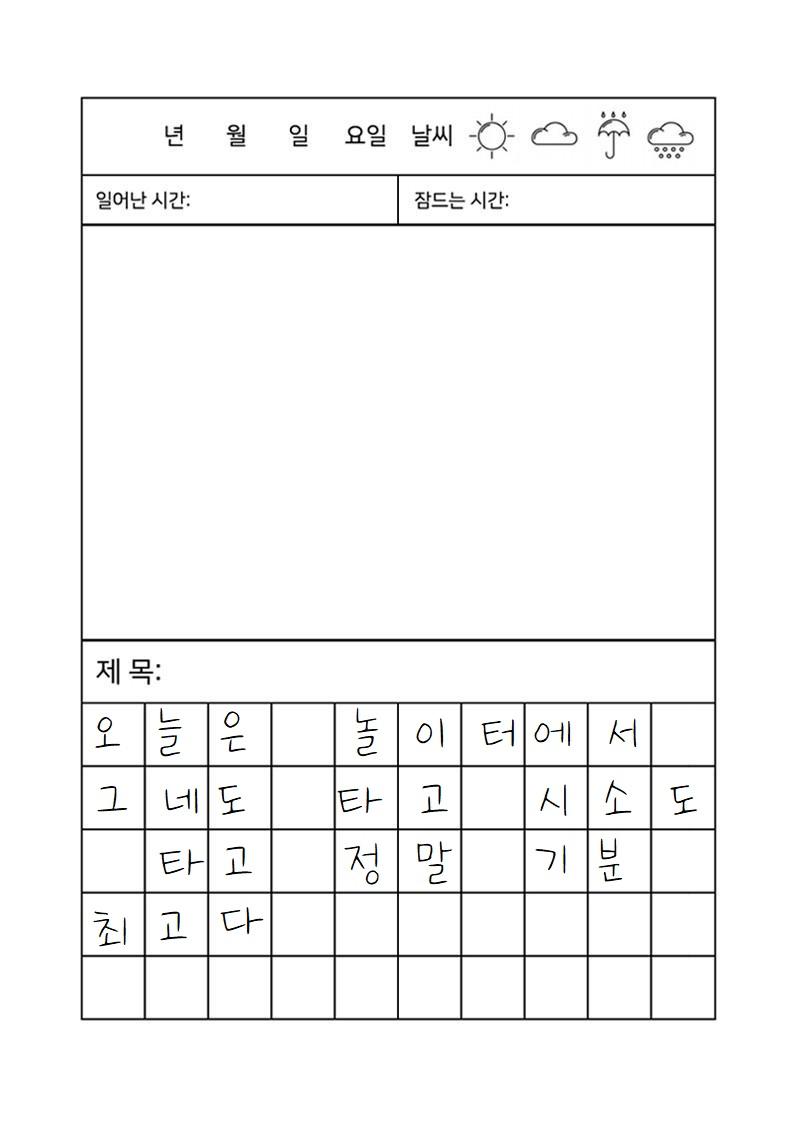 년 월 일 요일 날씨
일어난 시간: 잠드는 시간:
제 목:
오늘은 놀이터에서
그네도 타고 시소도
타고 정말 기분
최고다